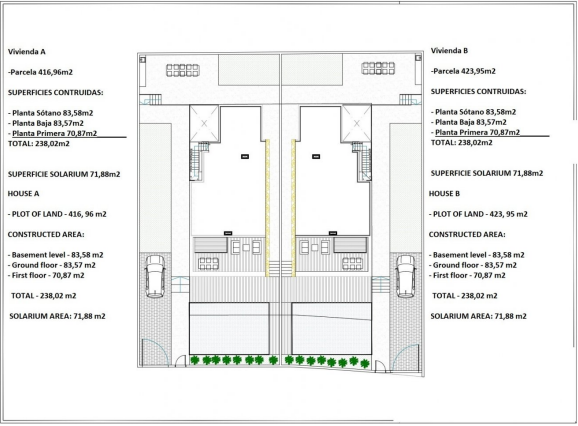 Vivienda A
-Parcela 416,96m2
SUPERFICIES CONTRUIDAS:
- Planta Sótano 83,58m2
- Planta Baja 83,57m2
- Planta Primera 70,87m2
TOTAL: 238,02m2
SUPERFICIE SOLARIUM 71,88m2
HOUSE A
- PLOT OF LAND - 416, 96 m2
CONSTRUCTED AREA:
- Basement level - 83,58 m2
- Ground floor - 83,57 m2
- First floor - 70,87 m2
TOTAL - 238,02 m2
SOLARIUM AREA: 71,88 m2
Vivienda B
-Parcela 423,95m2
SUPERFICIES CONTRUIDAS:
- Planta Sótano 83,58m2
- Planta Baja 83,57m2
- Planta Primera 70,87m2
TOTAL: 238,02m2
SUPERFICIE SOLARIUM 71,88m2
HOUSE B
- PLOT OF LAND - 423, 95 m2
CONSTRUCTED AREA:
- Basement level - 83,58 m2
- Ground floor - 83,57 m2
- First floor - 70,87 m2
TOTAL - 238,02 m2
SOLARIUM AREA: 71,88 m2